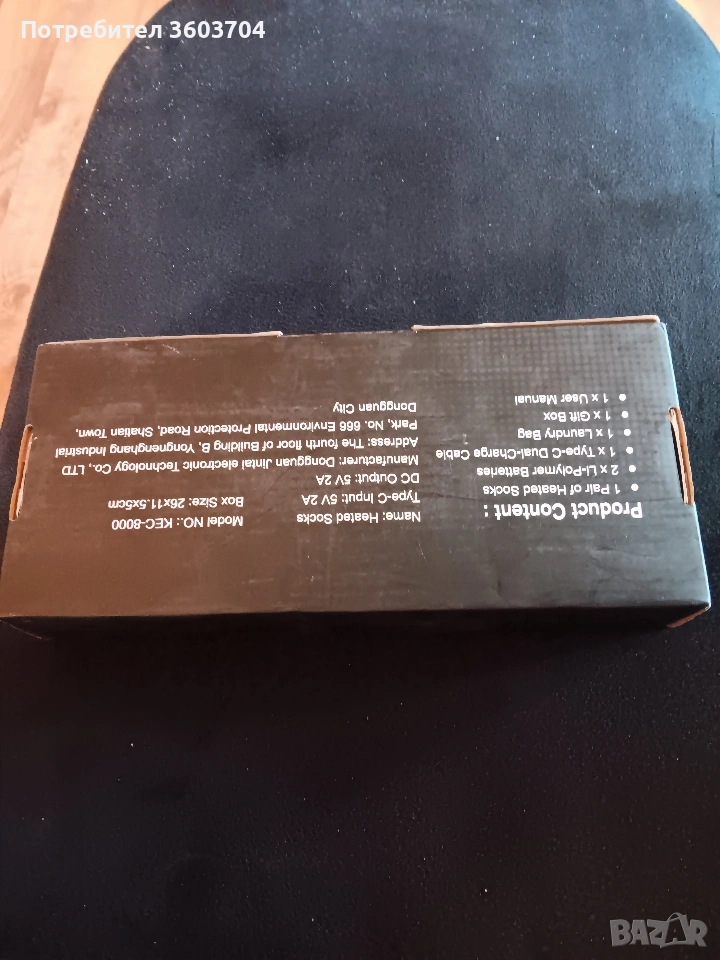 Потребител 3603704
Product Content :
● 1 Pair of Heated Socks
● 2 x Li-Polymer Batteries
● 1 x Type-C Dual-Charge Cable
● 1 x Laundry Bag
● 1 x Gift Box
● 1 x User Manual
Name: Heated Socks Model NO.: KEC-8000
Type-C Input: 5V 2A Box Size: 26x11.5x5cm
DC Output: 5V 2A
Manufacturer: Dongguan Jintai electronic Technology Co., LTD
Address: The fourth floor of Building B, Yongnenghang Industrial
Park, No. 666 Environmental Protection Road, Shatian Town,
Dongguan City
BAZAR